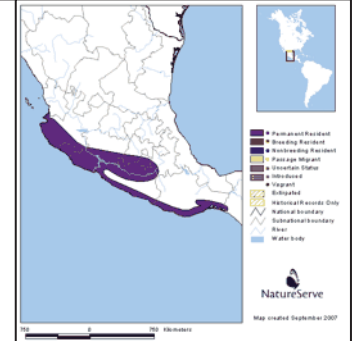 Permanent Resident
Breeding Resident
Nonbreeding Resident
Passage Migrant
Uncertain Status
Introduced
Vagrant
Extirpated
Historical Records Only
National boundary
Subnational boundary
River
Water body
NatureServe
Map created September 2007
750 0 750 Kilometers